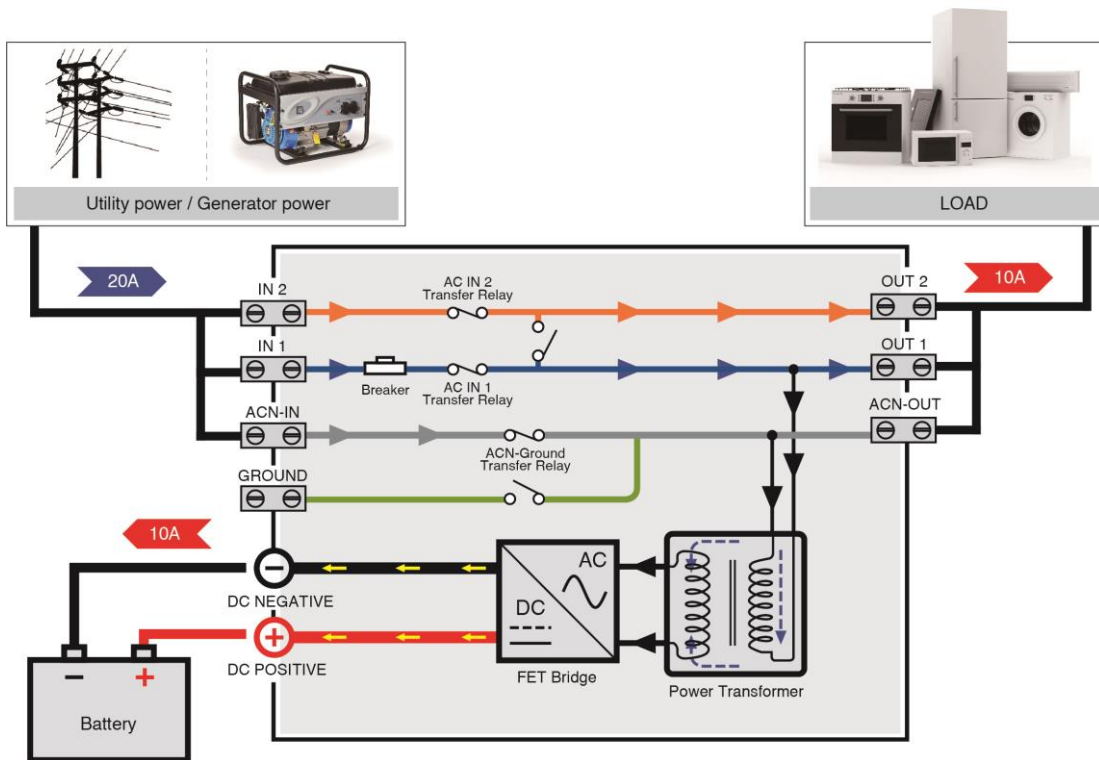 Utility power / Generator power
LOAD
20A
10A
IN 2
AC IN 2
Transfer Relay
OUT 2
IN 1
Breaker
AC IN 1
Transfer Relay
OUT 1
ACN-IN
ACN-Ground
Transfer Relay
ACN-OUT
GROUND
10A
DC NEGATIVE
DC POSITIVE
AC
DC
FET Bridge
Power Transformer
- +
Battery